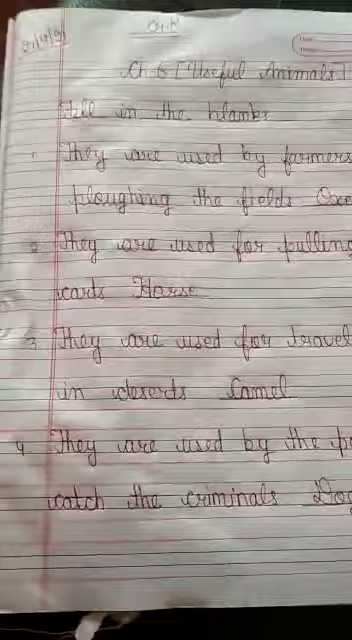 G.K
Ch 6 [Useful Animals]
Fill in the blanks
1. They are used by farmers
ploughing the fields Oxe
2. They are used for pulling
carts Horse
3. They are used for travel
in deserts Camel
4. They are used by the po
catch the criminals Dog